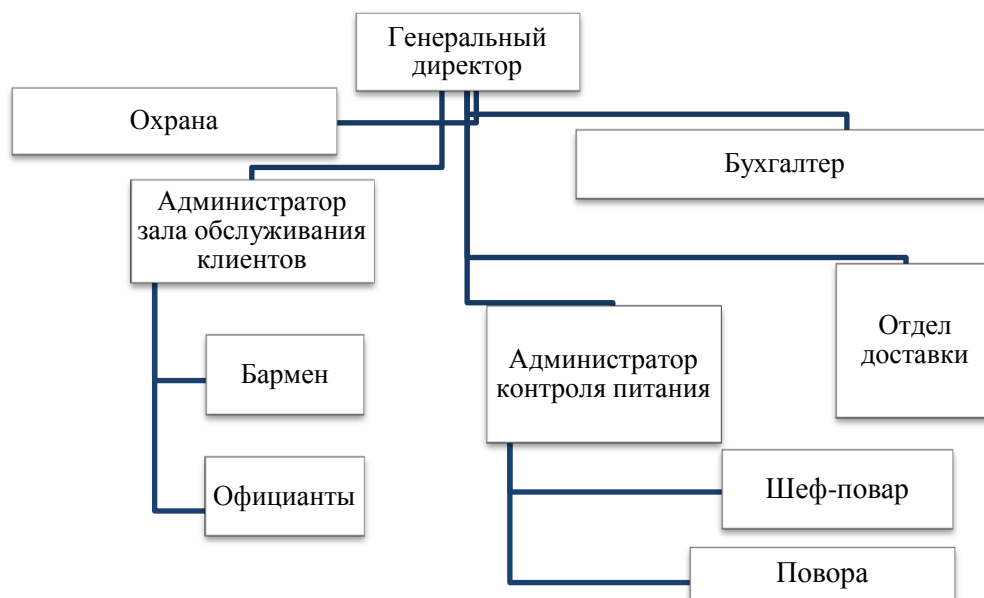 Генеральный
директор
Охрана
Бухгалтер
Администратор
зала обслуживания
клиентов
Отдел
доставки
Администратор
контроля питания
Бармен
Шеф-повар
Официанты
Повора